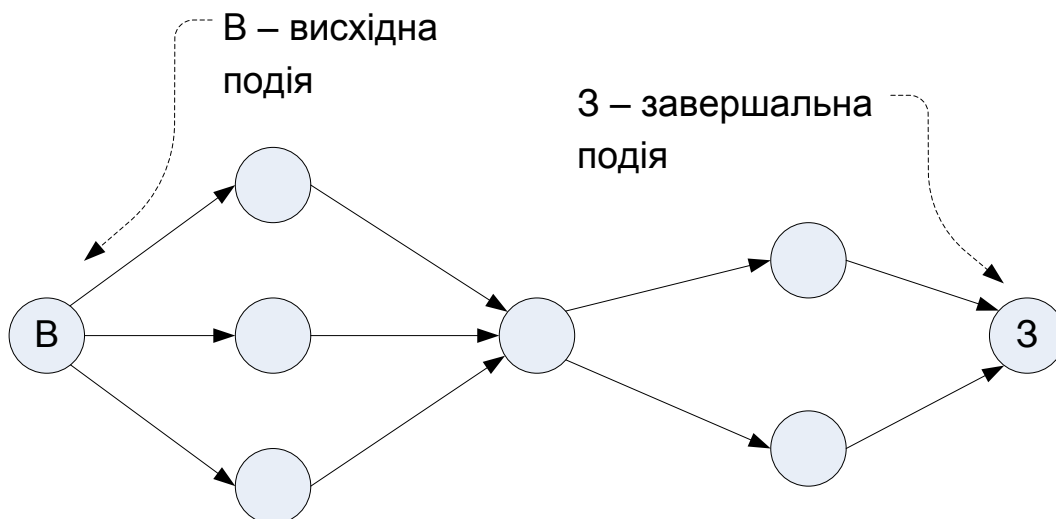 В – висхідна
подія
З – завершальна
подія
В
З